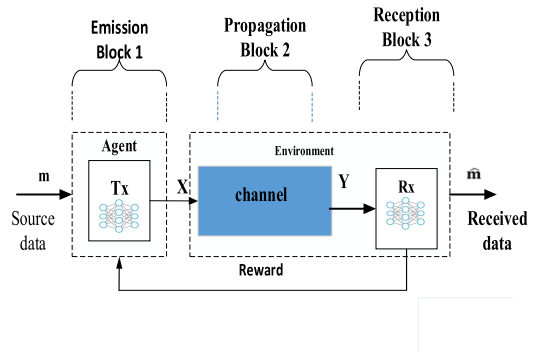 Emission
Block 1
Propagation
Block 2
Reception
Block 3
Agent
Environment
m
Tx
X
channel
Y
Rx
m̂
Source
data
Received
data
Reward